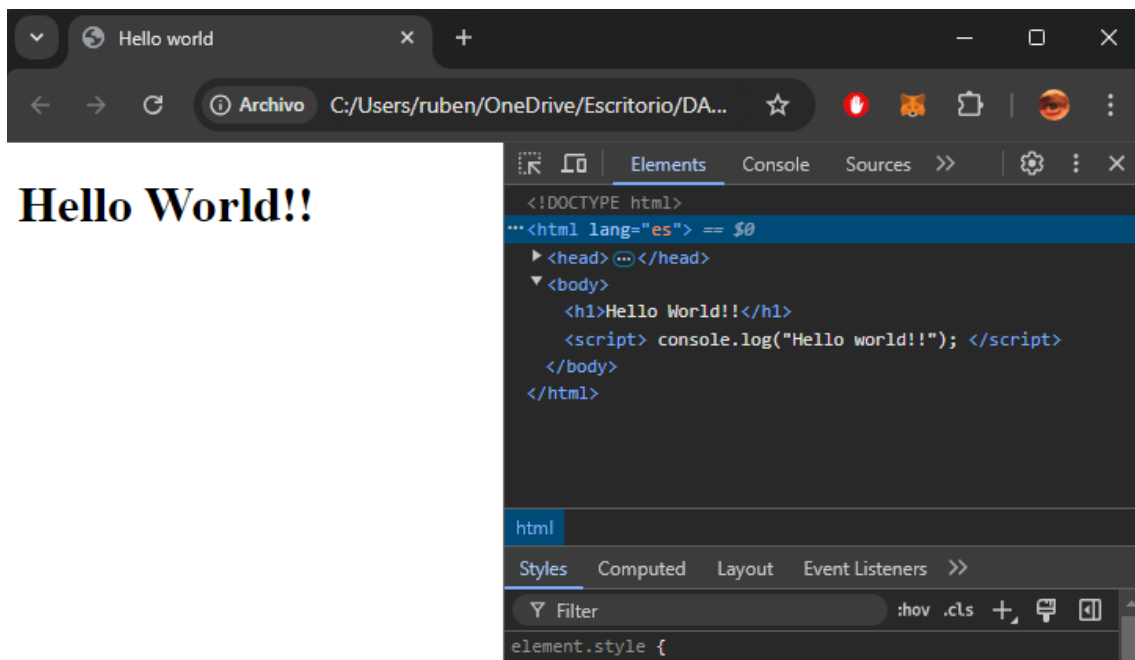 Hello world
Archivo C:/Users/ruben/OneDrive/Escritorio/DA...
Hello World!!
Elements Console Sources
<!DOCTYPE html>
<html lang="es"> == $0
<head> ... </head>
<body>
<h1>Hello World!!</h1>
<script> console.log("Hello world!!"); </script>
</body>
</html>
html
Styles Computed Layout Event Listeners
Filter :hov .cls
element.style {